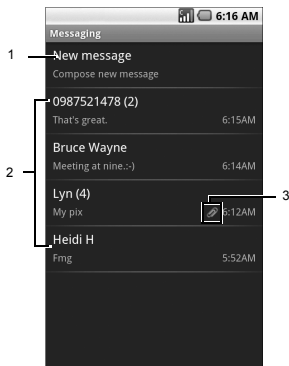 6:16 AM
Messaging
1
New message
Compose new message
0987521478 (2)
That's great. 6:15AM
Bruce Wayne
2
Meeting at nine.:-) 6:14AM
Lyn (4)
3
My pix 6:12AM
Heidi H
Fmg 5:52AM